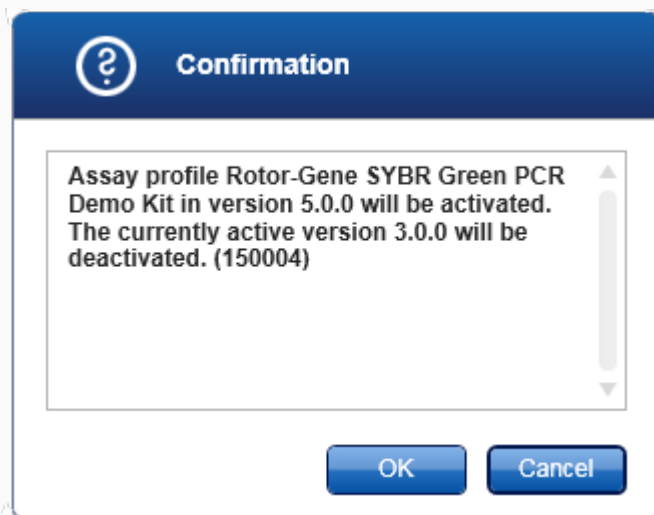 Confirmation
Assay profile Rotor-Gene SYBR Green PCR
Demo Kit in version 5.0.0 will be activated.
The currently active version 3.0.0 will be
deactivated. (150004)
OK Cancel